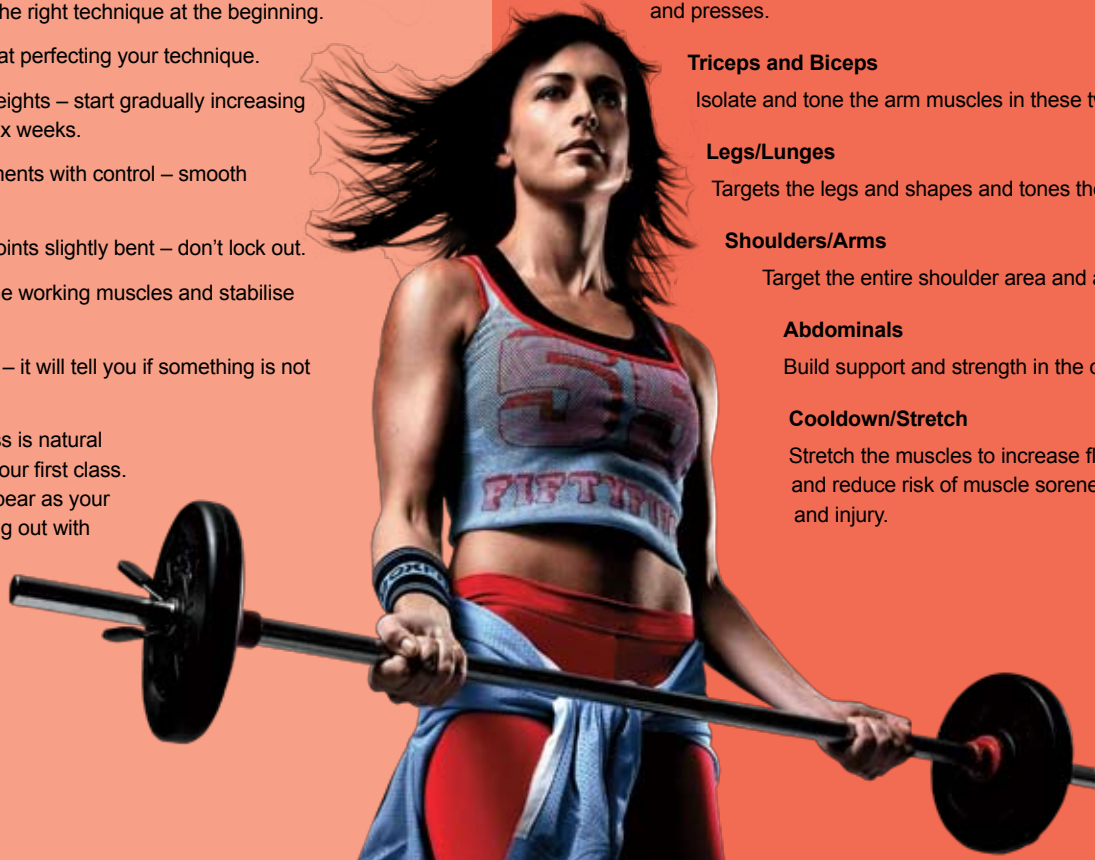 he right technique at the beginning.
at perfecting your technique.
eights – start gradually increasing
x weeks.
ents with control – smooth
oints slightly bent – don't lock out.
e working muscles and stabilise
– it will tell you if something is not
ss is natural
our first class.
pear as your
g out with
and presses.
Triceps and Biceps
Isolate and tone the arm muscles in these tw
Legs/Lunges
Targets the legs and shapes and tones the
Shoulders/Arms
Target the entire shoulder area and a
Abdominals
Build support and strength in the c
Cooldown/Stretch
Stretch the muscles to increase fl
and reduce risk of muscle sorene
and injury.
55